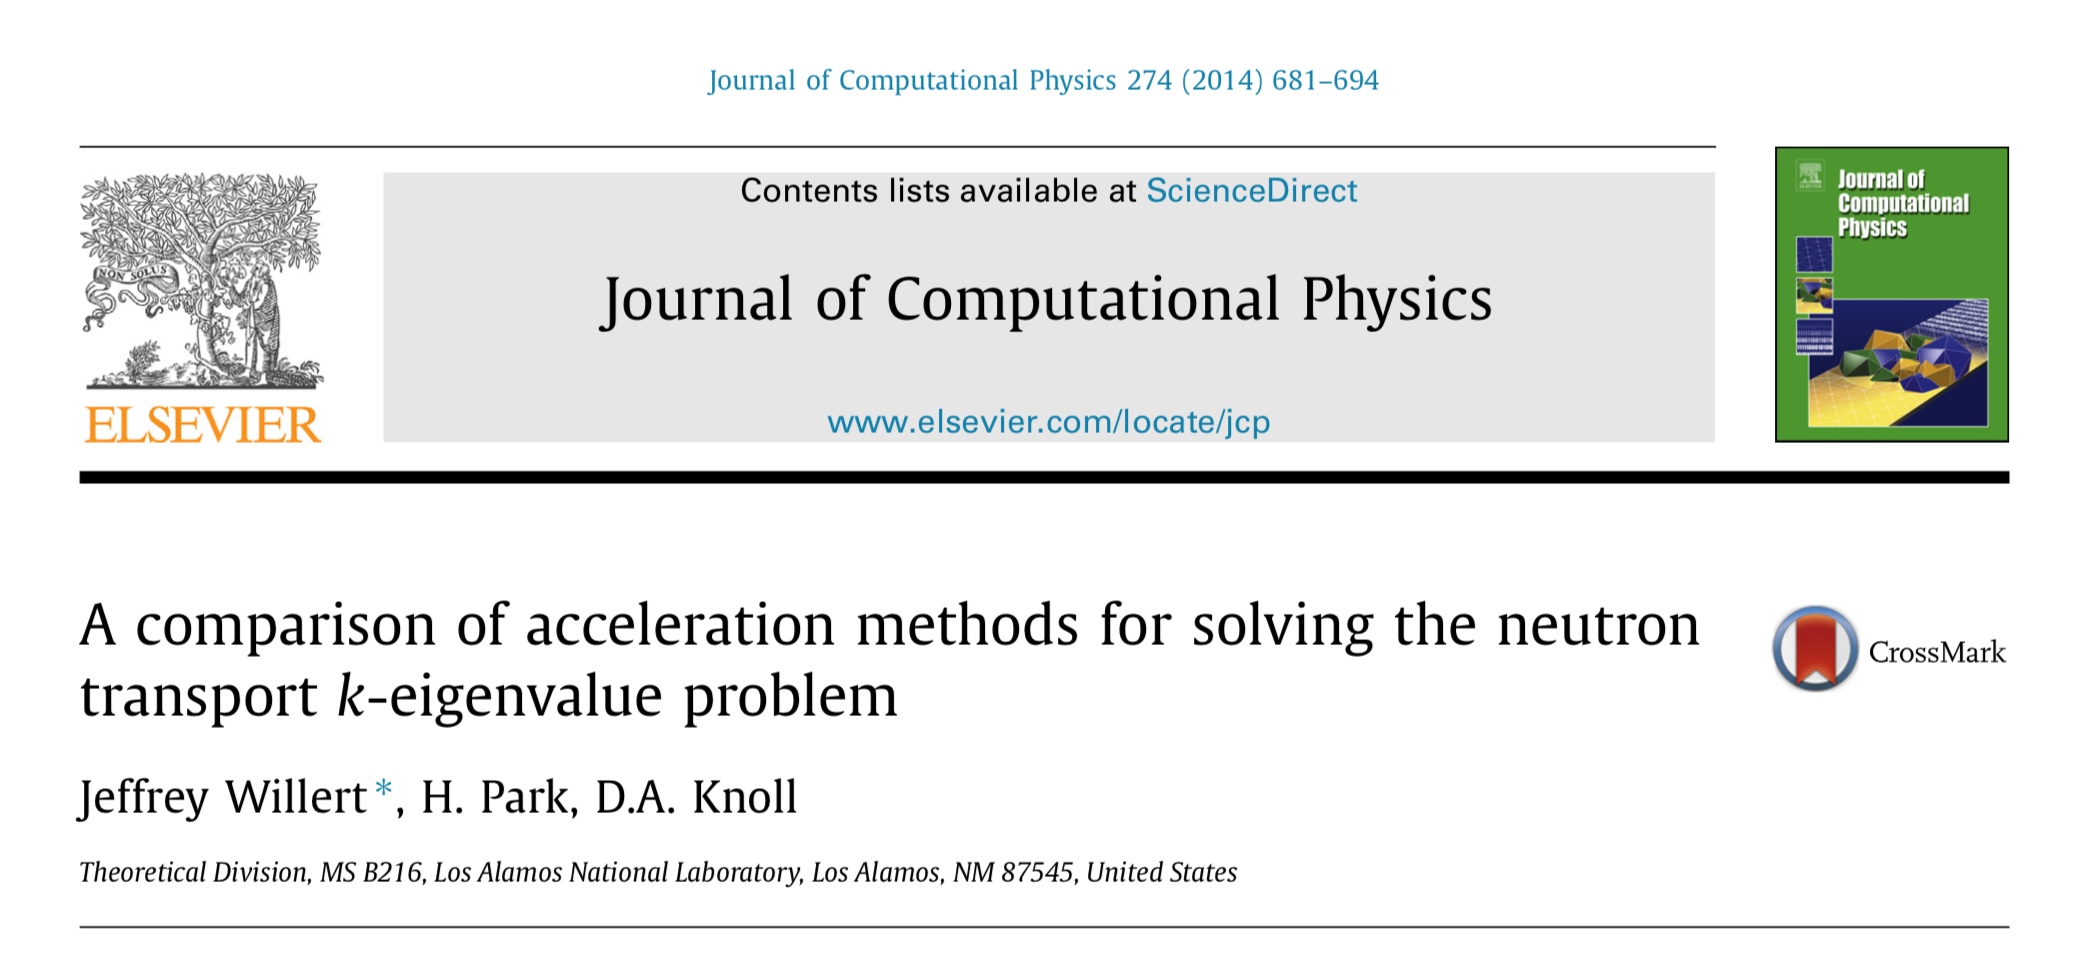 Journal of Computational Physics 274 (2014) 681–694
Contents lists available at ScienceDirect
Journal of Computational Physics
www.elsevier.com/locate/jcp
NON SOLUS
ELSEVIER
Journal of
Computational
Physics
A comparison of acceleration methods for solving the neutron
transport k-eigenvalue problem
CrossMark
Jeffrey Willert *, H. Park, D.A. Knoll
Theoretical Division, MS B216, Los Alamos National Laboratory, Los Alamos, NM 87545, United States